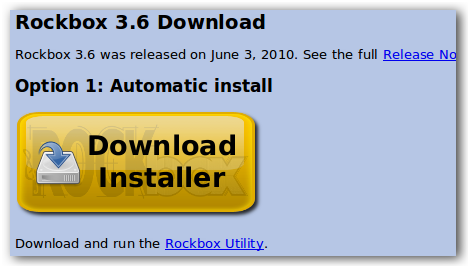 Rockbox 3.6 Download
Rockbox 3.6 was released on June 3, 2010. See the full Release No
Option 1: Automatic install
ROCKbox
Download
Installer
Download and run the Rockbox Utility.